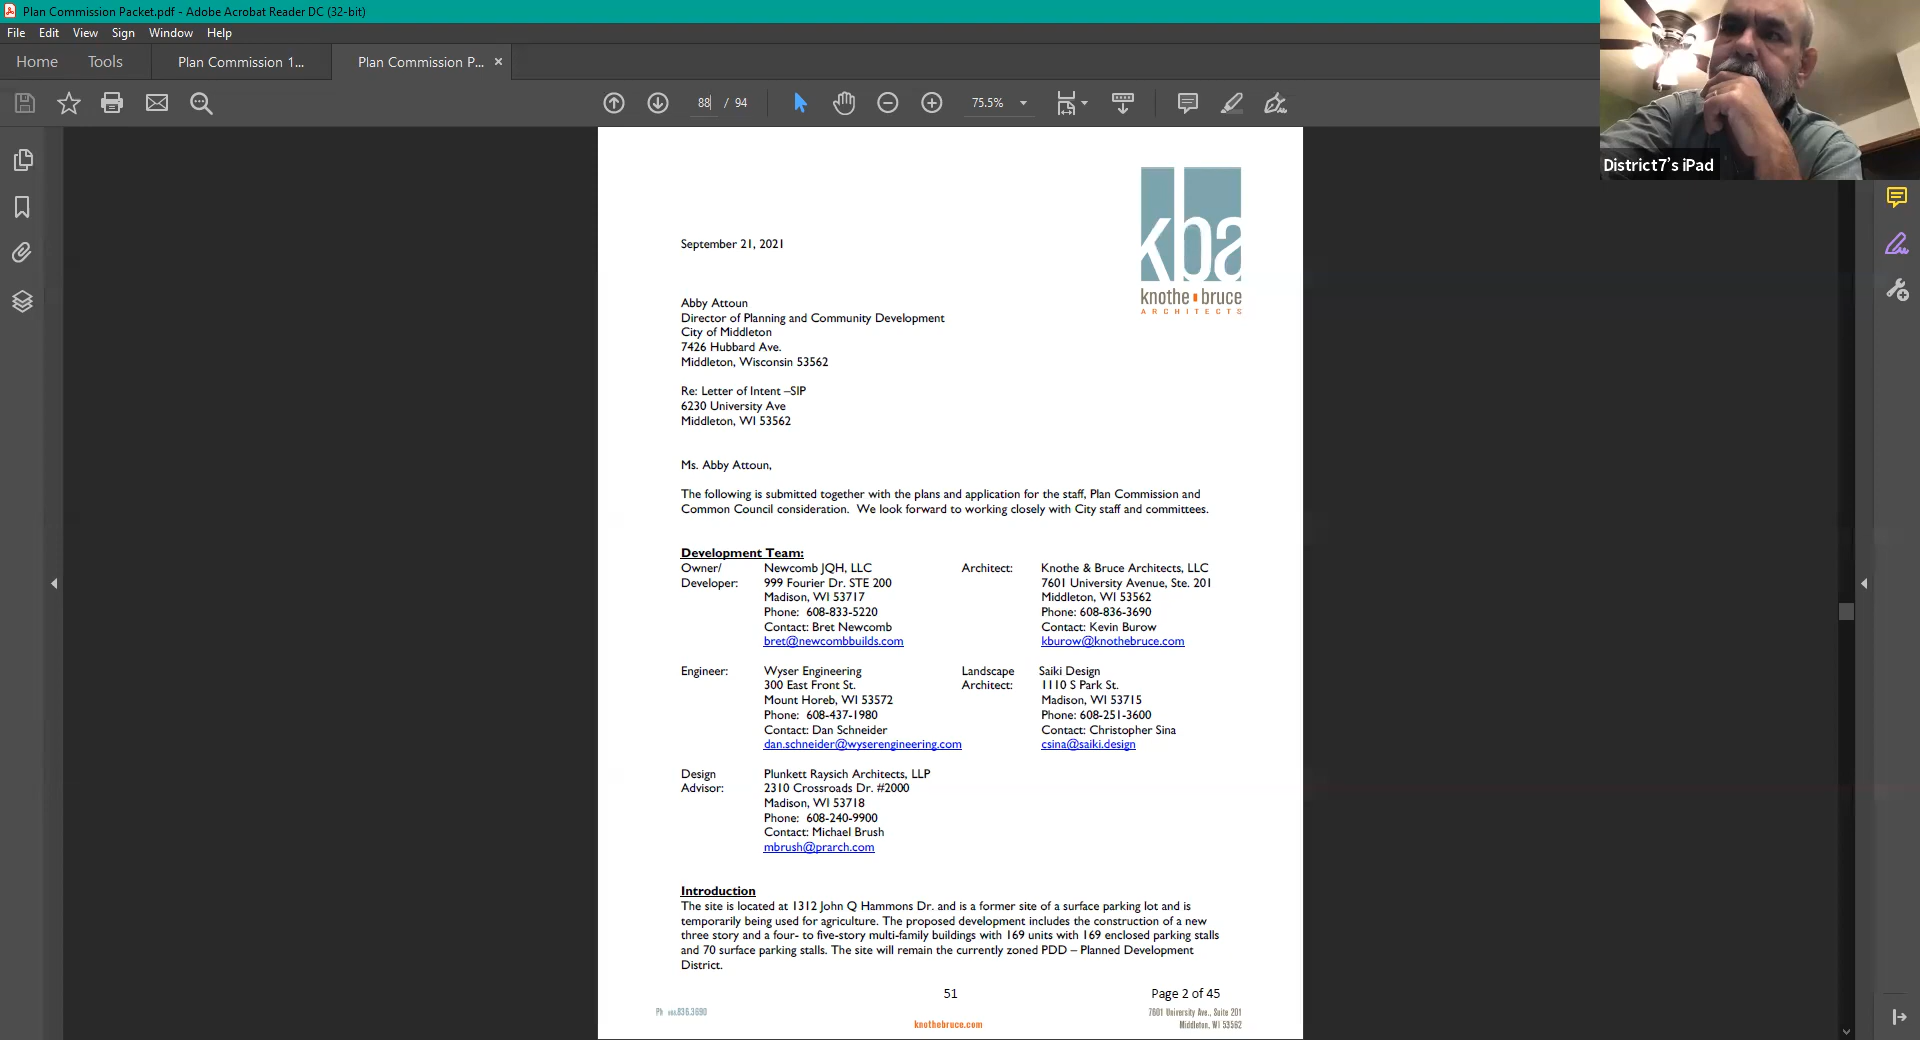 Plan Commission Packet.pdf - Adobe Acrobat Reader DC (32-bit)
File Edit View Sign Window Help
Home Tools Plan Commission 1... Plan Commission P... ×
88 / 94 75.5%
District7's iPad
kba
knothe bruce
ARCHITECTS
September 21, 2021
Abby Attoun
Director of Planning and Community Development
City of Middleton
7426 Hubbard Ave.
Middleton, Wisconsin 53562
Re: Letter of Intent –SIP
6230 University Ave
Middleton, WI 53562
Ms. Abby Attoun,
The following is submitted together with the plans and application for the staff, Plan Commission and
Common Council consideration. We look forward to working closely with City staff and committees.
Development Team:
Owner/ Newcomb JQH, LLC Architect: Knothe & Bruce Architects, LLC
Developer: 999 Fourier Dr. STE 200 7601 University Avenue, Ste. 201
Madison, WI 53717 Middleton, WI 53562
Phone: 608-833-5220 Phone: 608-836-3690
Contact: Bret Newcomb Contact: Kevin Burow
bret@newcombbuilds.com kburow@knothebruce.com
Engineer: Wyser Engineering Landscape Saiki Design
300 East Front St. Architect: 1110 S Park St.
Mount Horeb, WI 53572 Madison, WI 53715
Phone: 608-437-1980 Phone: 608-251-3600
Contact: Dan Schneider Contact: Christopher Sina
dan.schneider@wyserengineering.com csina@saiki.design
Design Plunkett Raysich Architects, LLP
Advisor: 2310 Crossroads Dr. #2000
Madison, WI 53718
Phone: 608-240-9900
Contact: Michael Brush
mbrush@prarch.com
Introduction
The site is located at 1312 John Q Hammons Dr. and is a former site of a surface parking lot and is
temporarily being used for agriculture. The proposed development includes the construction of a new
three story and a four- to five-story multi-family buildings with 169 units with 169 enclosed parking stalls
and 70 surface parking stalls. The site will remain the currently zoned PDD – Planned Development
District.
51 Page 2 of 45
Ph 608.836.3690 7601 University Ave., Suite 201
knothebruce.com Middleton, WI 53562